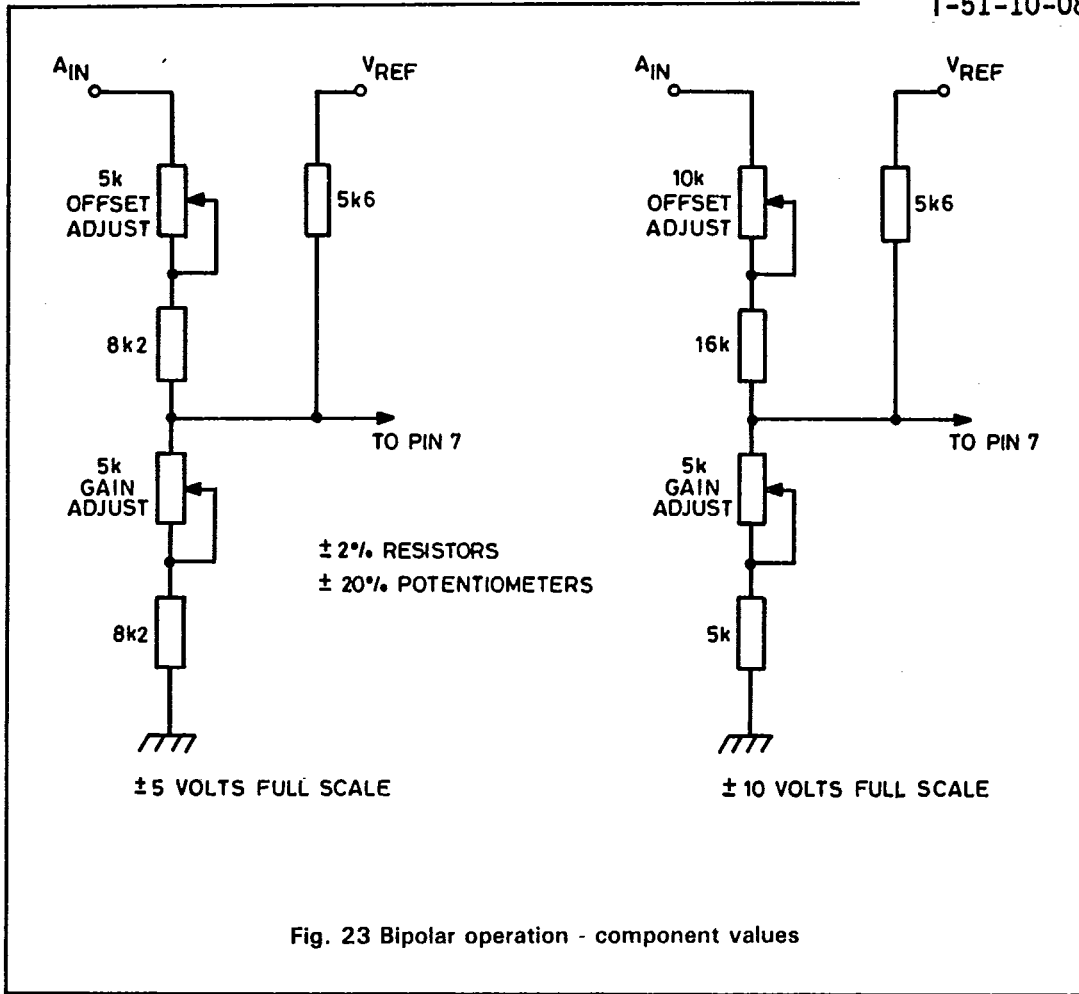 T-51-10-08
AIN
VREF
5k
OFFSET
ADJUST
5k6
8k2
TO PIN 7
5k
GAIN
ADJUST
±2% RESISTORS
±20% POTENTIOMETERS
8k2
±5 VOLTS FULL SCALE
AIN
VREF
10k
OFFSET
ADJUST
5k6
16k
TO PIN 7
5k
GAIN
ADJUST
5k
±10 VOLTS FULL SCALE
Fig. 23 Bipolar operation - component values